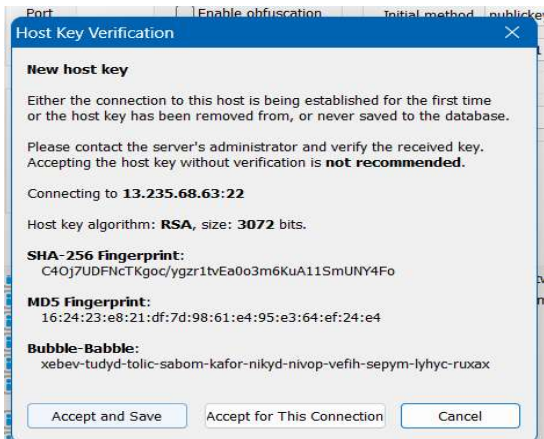 Port Enable obfuscation Initial method publickey
Host Key Verification
New host key
Either the connection to this host is being established for the first time
or the host key has been removed from, or never saved to the database.
Please contact the server's administrator and verify the received key.
Accepting the host key without verification is not recommended.
Connecting to 13.235.68.63:22
Host key algorithm: RSA, size: 3072 bits.
SHA-256 Fingerprint:
C4Oj7UDFNcTKgoc/ygzr1tvEa0o3m6KuA11SmUNY4Fo
MD5 Fingerprint:
16:24:23:e8:21:df:7d:98:61:e4:95:e3:64:ef:24:e4
Bubble-Babble:
xebev-tudyd-tolic-sabom-kafor-nikyd-nivop-vefih-sepym-lyhyc-ruxax
Accept and Save Accept for This Connection Cancel